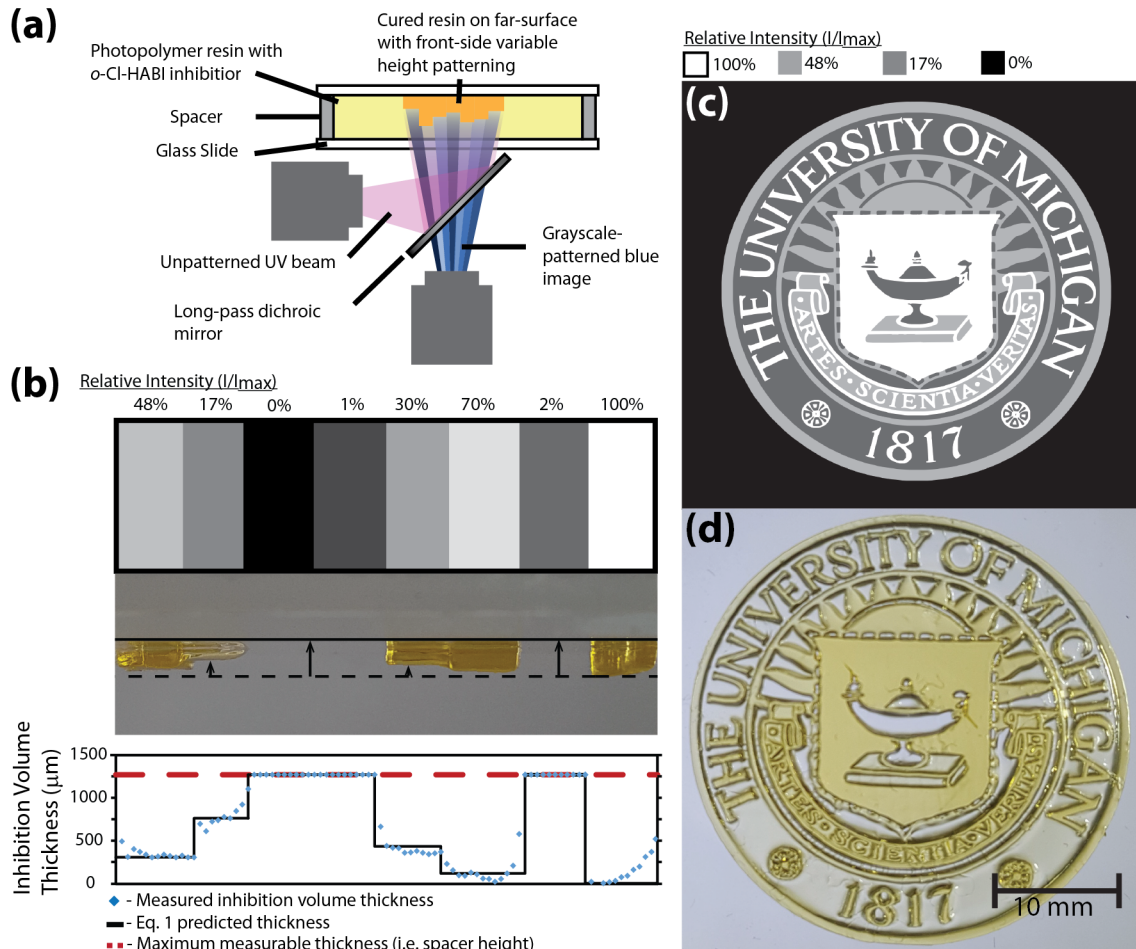 (a)
Photopolymer resin with
o-Cl-HABI inhibitior
Cured resin on far-surface
with front-side variable
height patterning
Spacer
Glass Slide
Unpatterned UV beam
Grayscale-
patterned blue
image
Long-pass dichroic
mirror
(b)
Relative Intensity (I/Imax)
48% 17% 0% 1% 30% 70% 2% 100%
Inhibition Volume
Thickness (μm)
1500
1000
500
0
- Measured inhibition volume thickness
- Eq. 1 predicted thickness
- Maximum measurable thickness (i.e. spacer height)
Relative Intensity (I/Imax)
100% 48% 17% 0%
(c)
THE UNIVERSITY OF MICHIGAN
ARTES · SCIENTIA · VERITAS
1817
(d)
THE UNIVERSITY OF MICHIGAN
ARTES · SCIENTIA · VERITAS
1817
10 mm